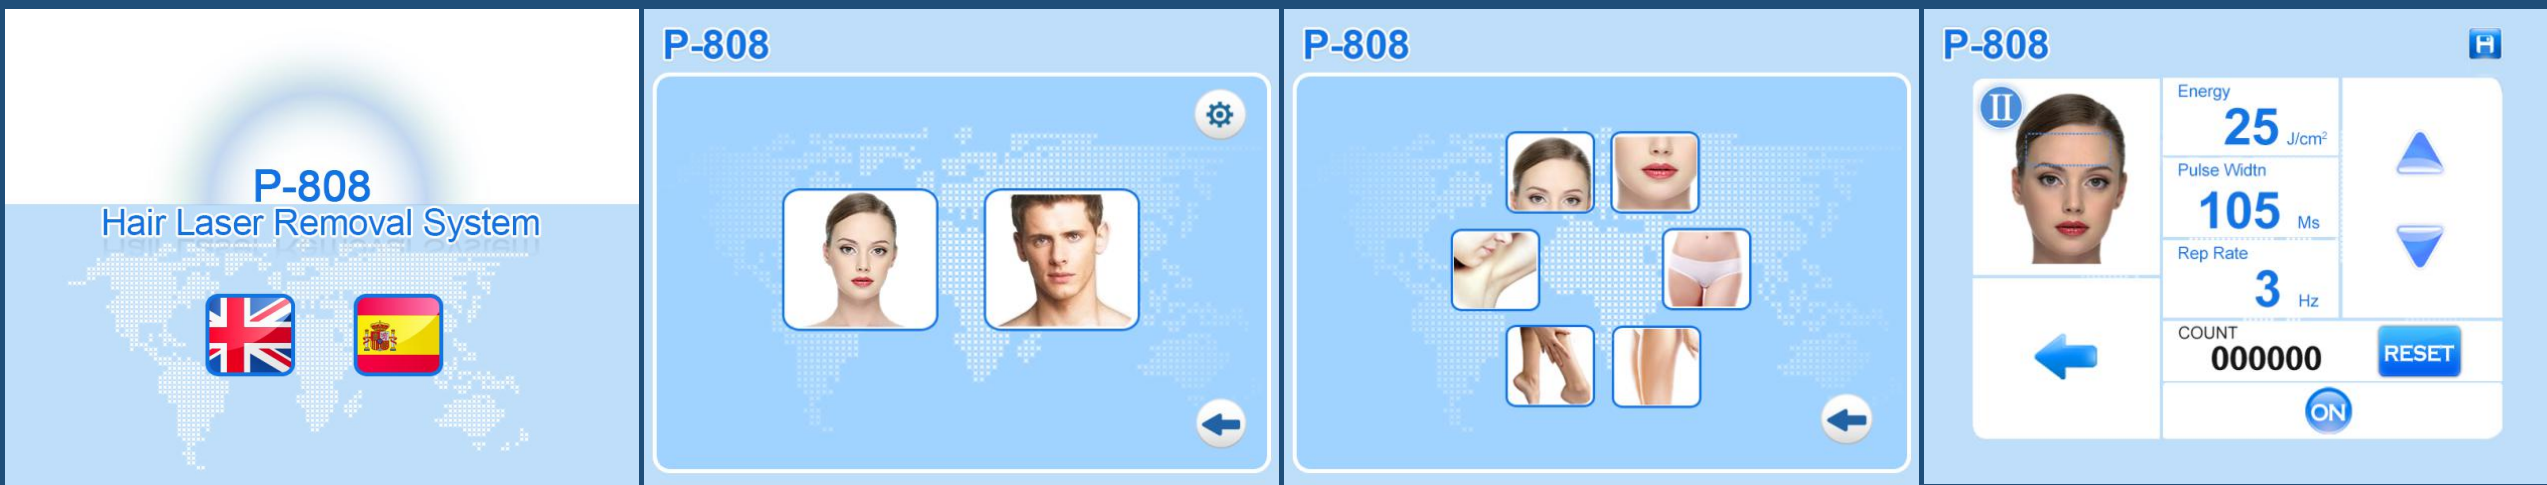 P-808
Hair Laser Removal System
P-808
P-808
P-808
II
Energy
25 J/cm²
Pulse Widtn
105 Ms
Rep Rate
3 Hz
COUNT
000000
RESET
ON